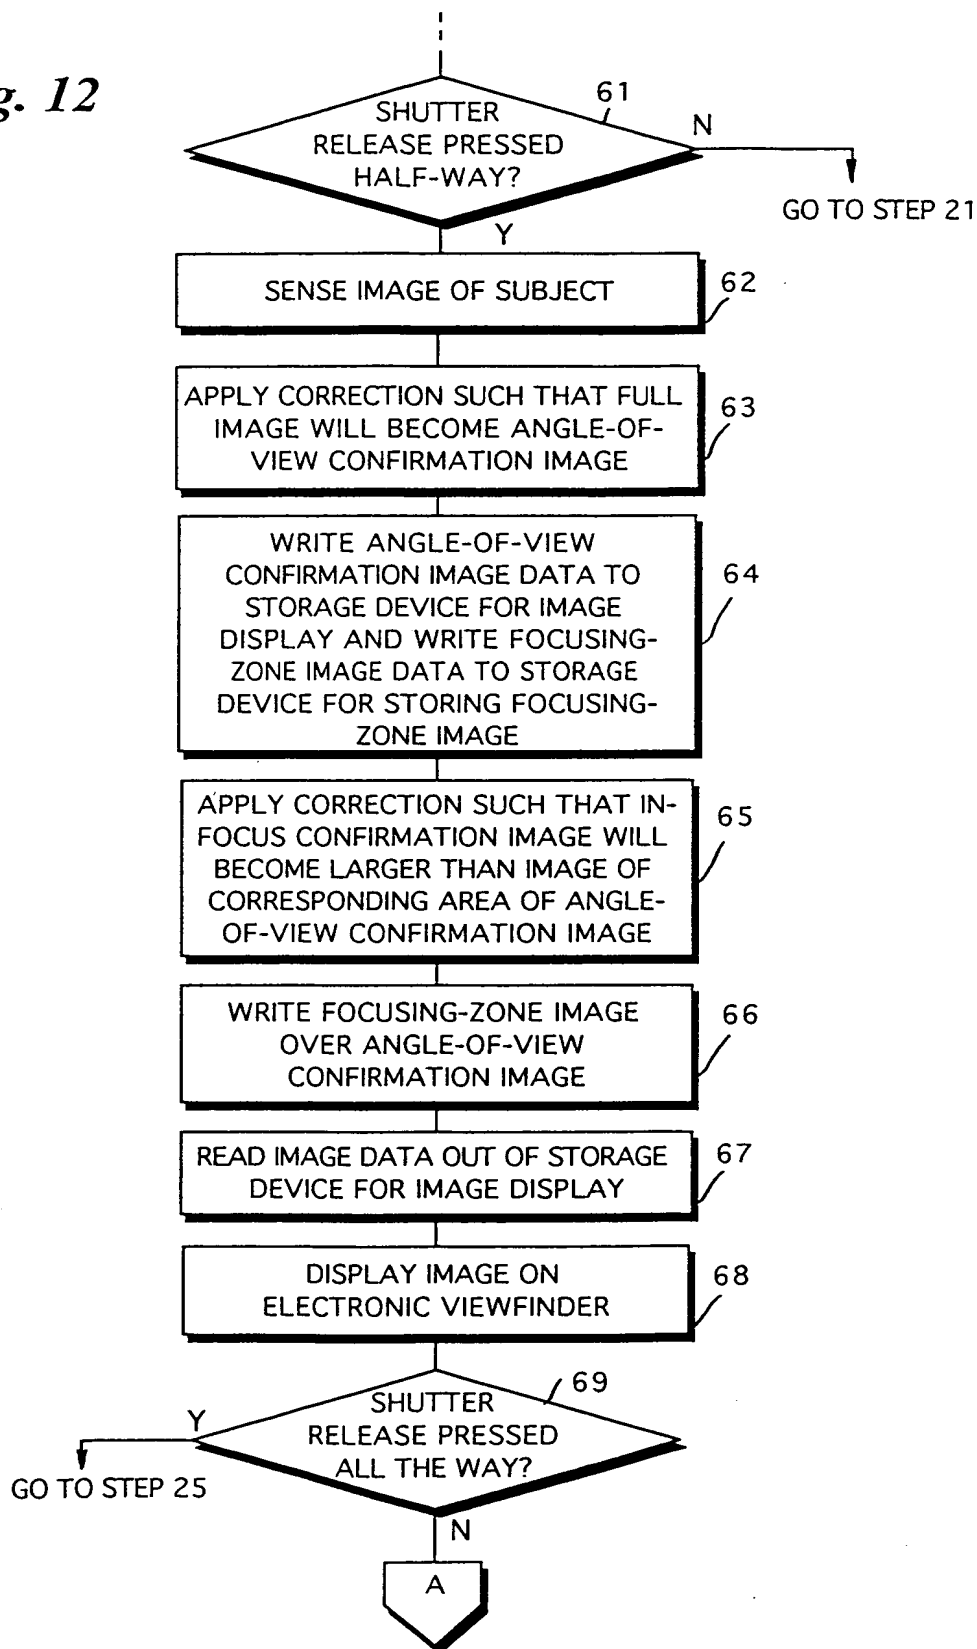 g. 12
SHUTTER
RELEASE PRESSED
HALF-WAY?
61
N
GO TO STEP 21
Y
SENSE IMAGE OF SUBJECT
62
APPLY CORRECTION SUCH THAT FULL
IMAGE WILL BECOME ANGLE-OF-
VIEW CONFIRMATION IMAGE
63
WRITE ANGLE-OF-VIEW
CONFIRMATION IMAGE DATA TO
STORAGE DEVICE FOR IMAGE
DISPLAY AND WRITE FOCUSING-
ZONE IMAGE DATA TO STORAGE
DEVICE FOR STORING FOCUSING-
ZONE IMAGE
64
APPLY CORRECTION SUCH THAT IN-
FOCUS CONFIRMATION IMAGE WILL
BECOME LARGER THAN IMAGE OF
CORRESPONDING AREA OF ANGLE-
OF-VIEW CONFIRMATION IMAGE
65
WRITE FOCUSING-ZONE IMAGE
OVER ANGLE-OF-VIEW
CONFIRMATION IMAGE
66
READ IMAGE DATA OUT OF STORAGE
DEVICE FOR IMAGE DISPLAY
67
DISPLAY IMAGE ON
ELECTRONIC VIEWFINDER
68
SHUTTER
RELEASE PRESSED
ALL THE WAY?
69
Y
GO TO STEP 25
N
A